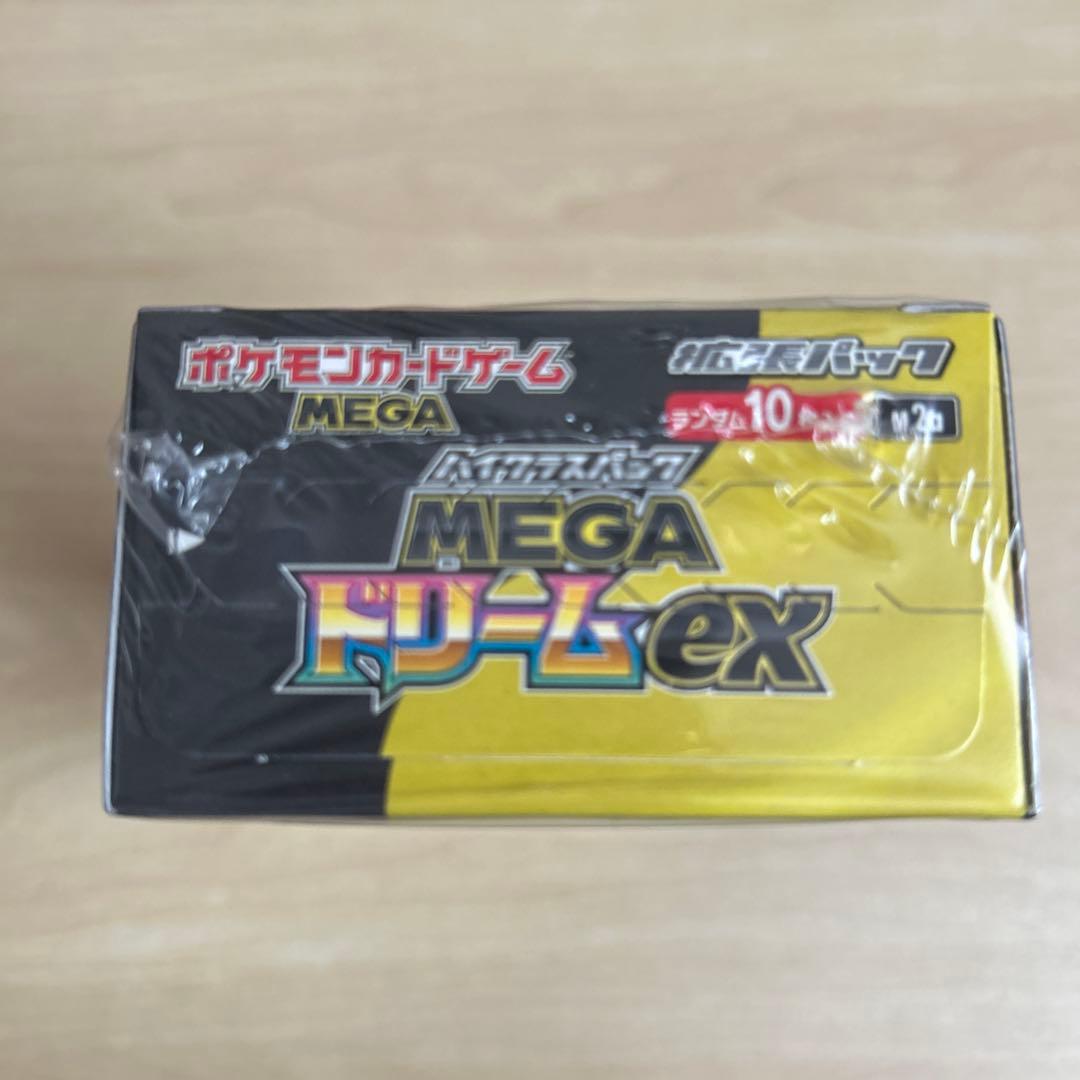 ポケモンカードゲーム
MEGA
拡張パック
ランダム10
ハイクラスパック
MEGA
ドリームex